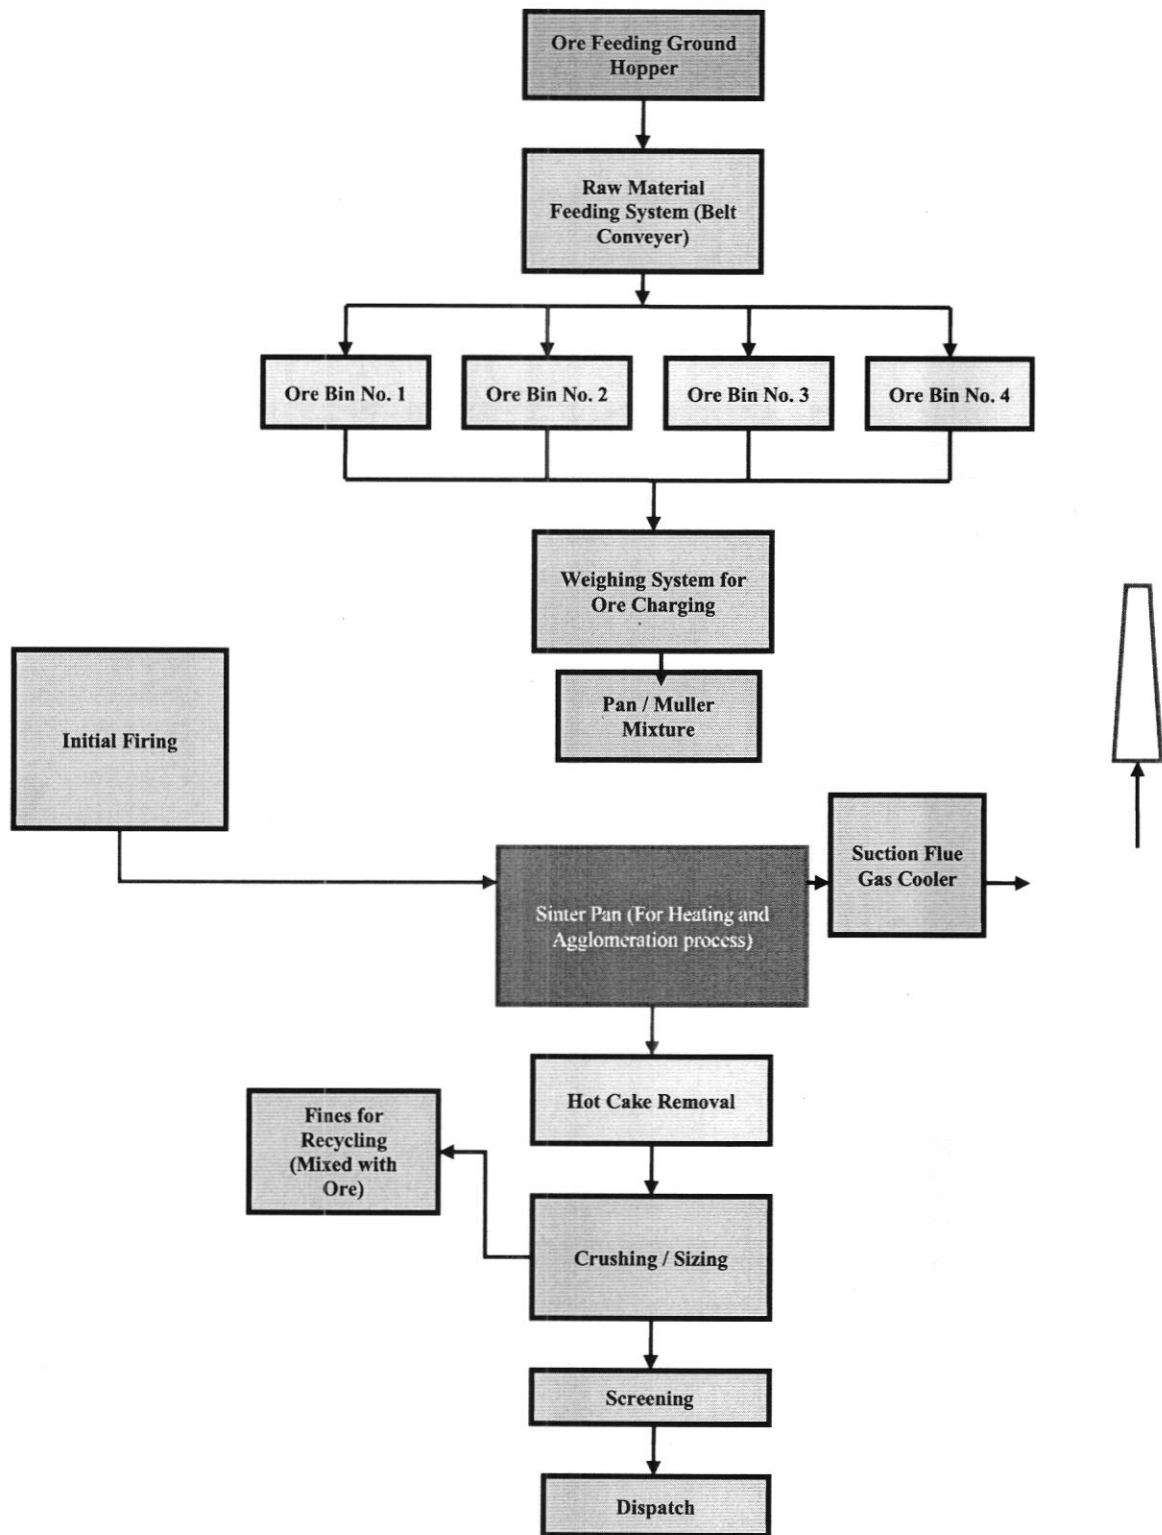 Ore Feeding Ground
Hopper
Raw Material
Feeding System (Belt
Conveyer)
Ore Bin No. 1
Ore Bin No. 2
Ore Bin No. 3
Ore Bin No. 4
Weighing System for
Ore Charging
Pan / Muller
Mixture
Initial Firing
Suction Flue
Gas Cooler
Sinter Pan (For Heating and
Agglomeration process)
Hot Cake Removal
Fines for
Recycling
(Mixed with
Ore)
Crushing / Sizing
Screening
Dispatch